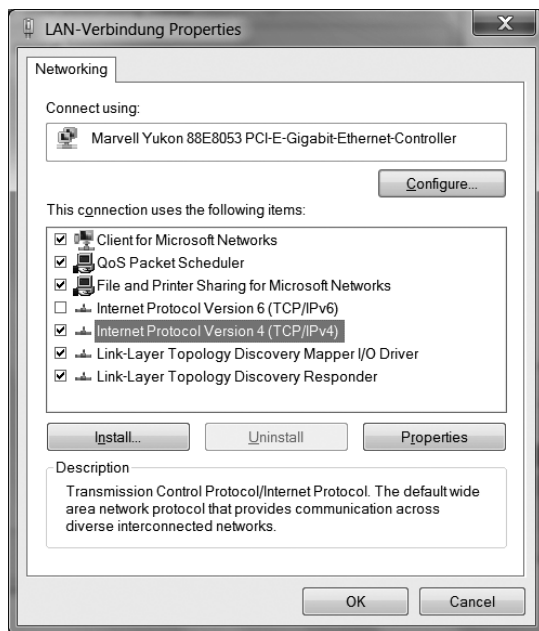 LAN-Verbindung Properties
Networking
Connect using:
Marvell Yukon 88E8053 PCI-E-Gigabit-Ethernet-Controller
Configure...
This connection uses the following items:
Client for Microsoft Networks
QoS Packet Scheduler
File and Printer Sharing for Microsoft Networks
Internet Protocol Version 6 (TCP/IPv6)
Internet Protocol Version 4 (TCP/IPv4)
Link-Layer Topology Discovery Mapper I/O Driver
Link-Layer Topology Discovery Responder
Install... Uninstall Properties
Description
Transmission Control Protocol/Internet Protocol. The default wide
area network protocol that provides communication across
diverse interconnected networks.
OK Cancel